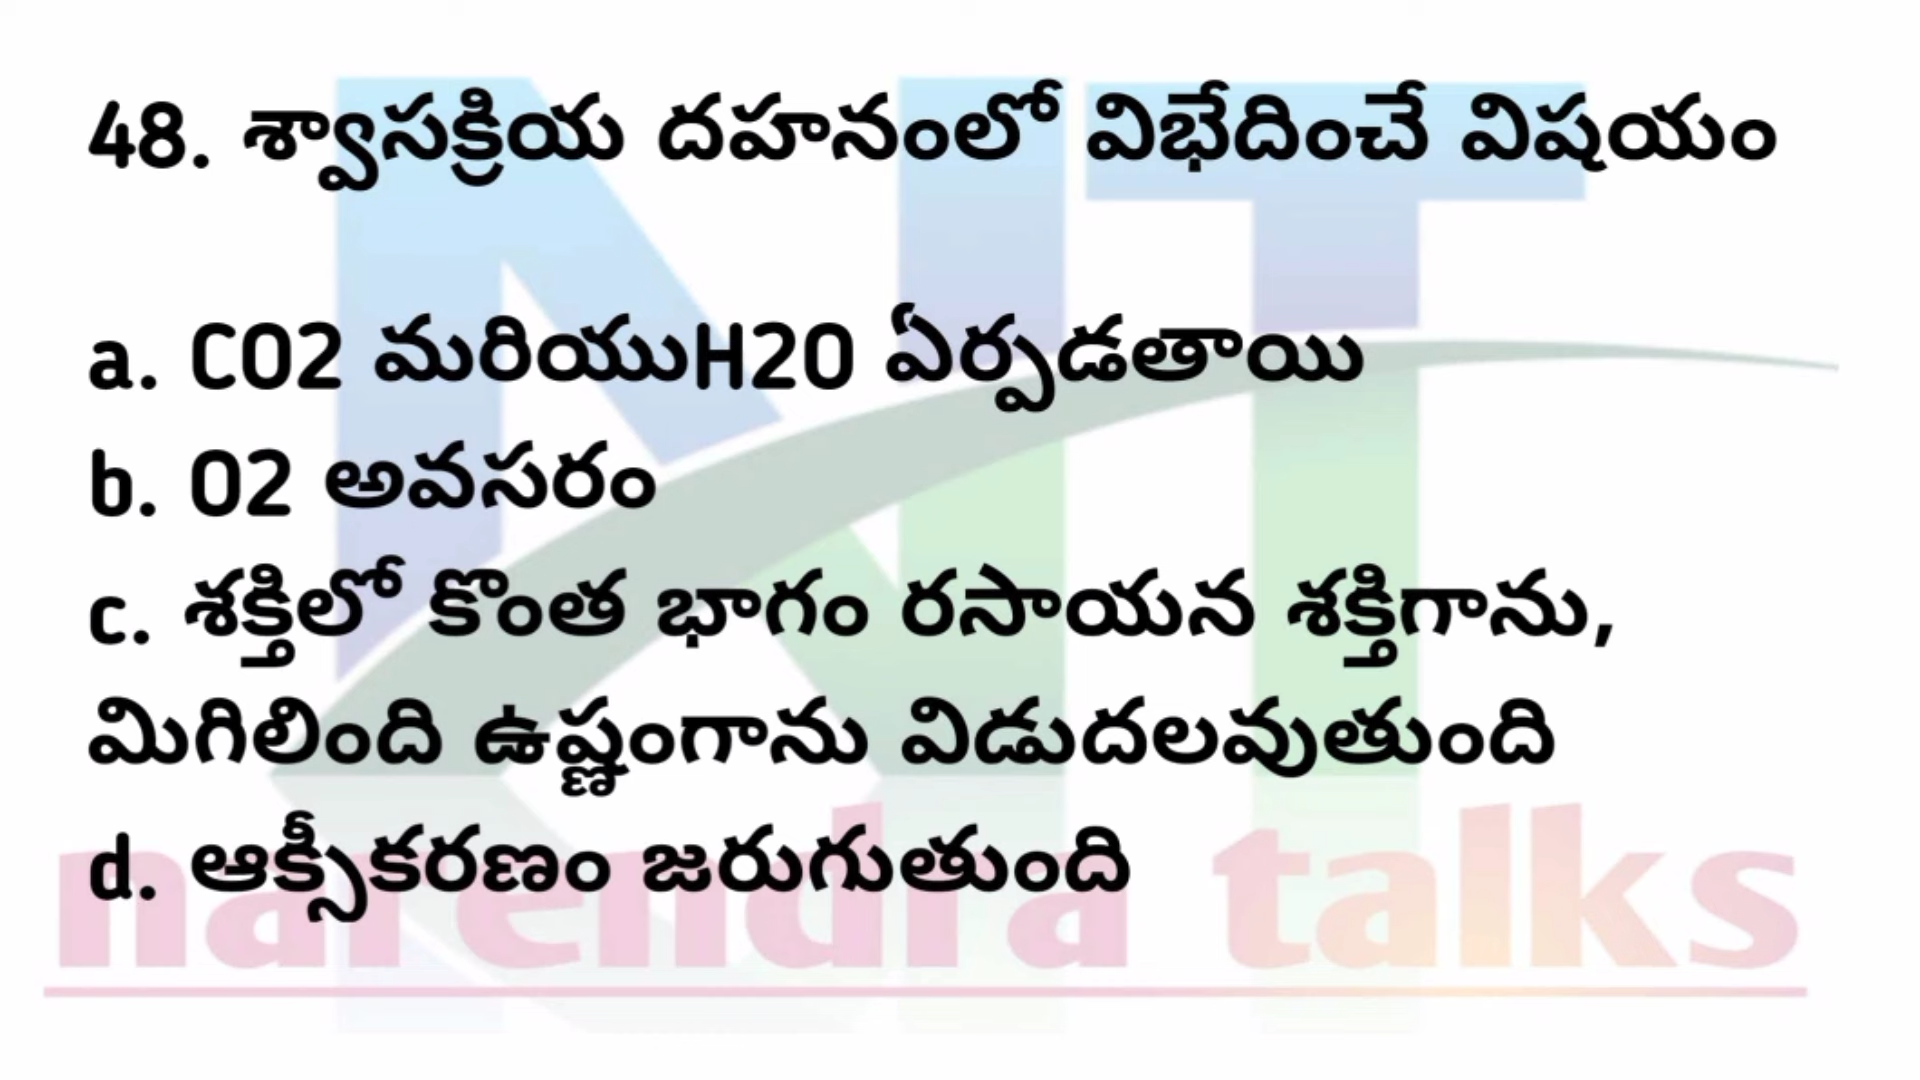 48. శ్వాసక్రియ దహనంలో విభేదించే విషయం
a. CO2 మరియుH2O ఏర్పడతాయి
b. O2 అవసరం
c. శక్తిలో కొంత భాగం రసాయన శక్తిగాను,
మిగిలింది ఉష్ణంగాను విడుదలవుతుంది
d. ఆక్సీకరణం జరుగుతుంది
NIT
narendra talks